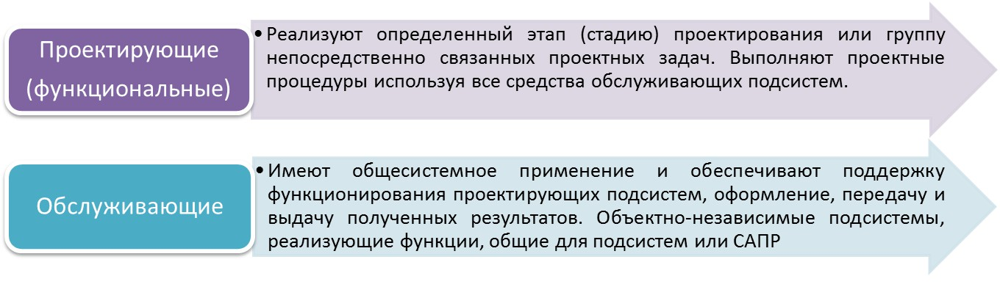 Проектирующие
(функциональные)
• Реализуют определенный этап (стадию) проектирования или группу
непосредственно связанных проектных задач. Выполняют проектные
процедуры используя все средства обслуживающих подсистем.
Обслуживающие
• Имеют общесистемное применение и обеспечивают поддержку
функционирования проектирующих подсистем, оформление, передачу и
выдачу полученных результатов. Объектно-независимые подсистемы,
реализующие функции, общие для подсистем или САПР